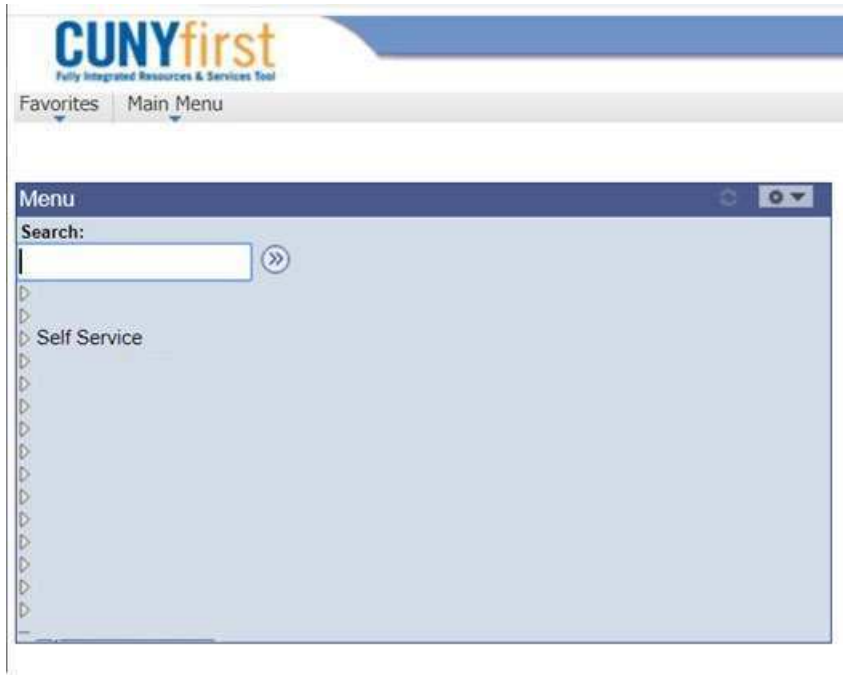 CUNYfirst
Fully Integrated Resources & Services Tool
Favorites Main Menu
Menu
Search:
Self Service